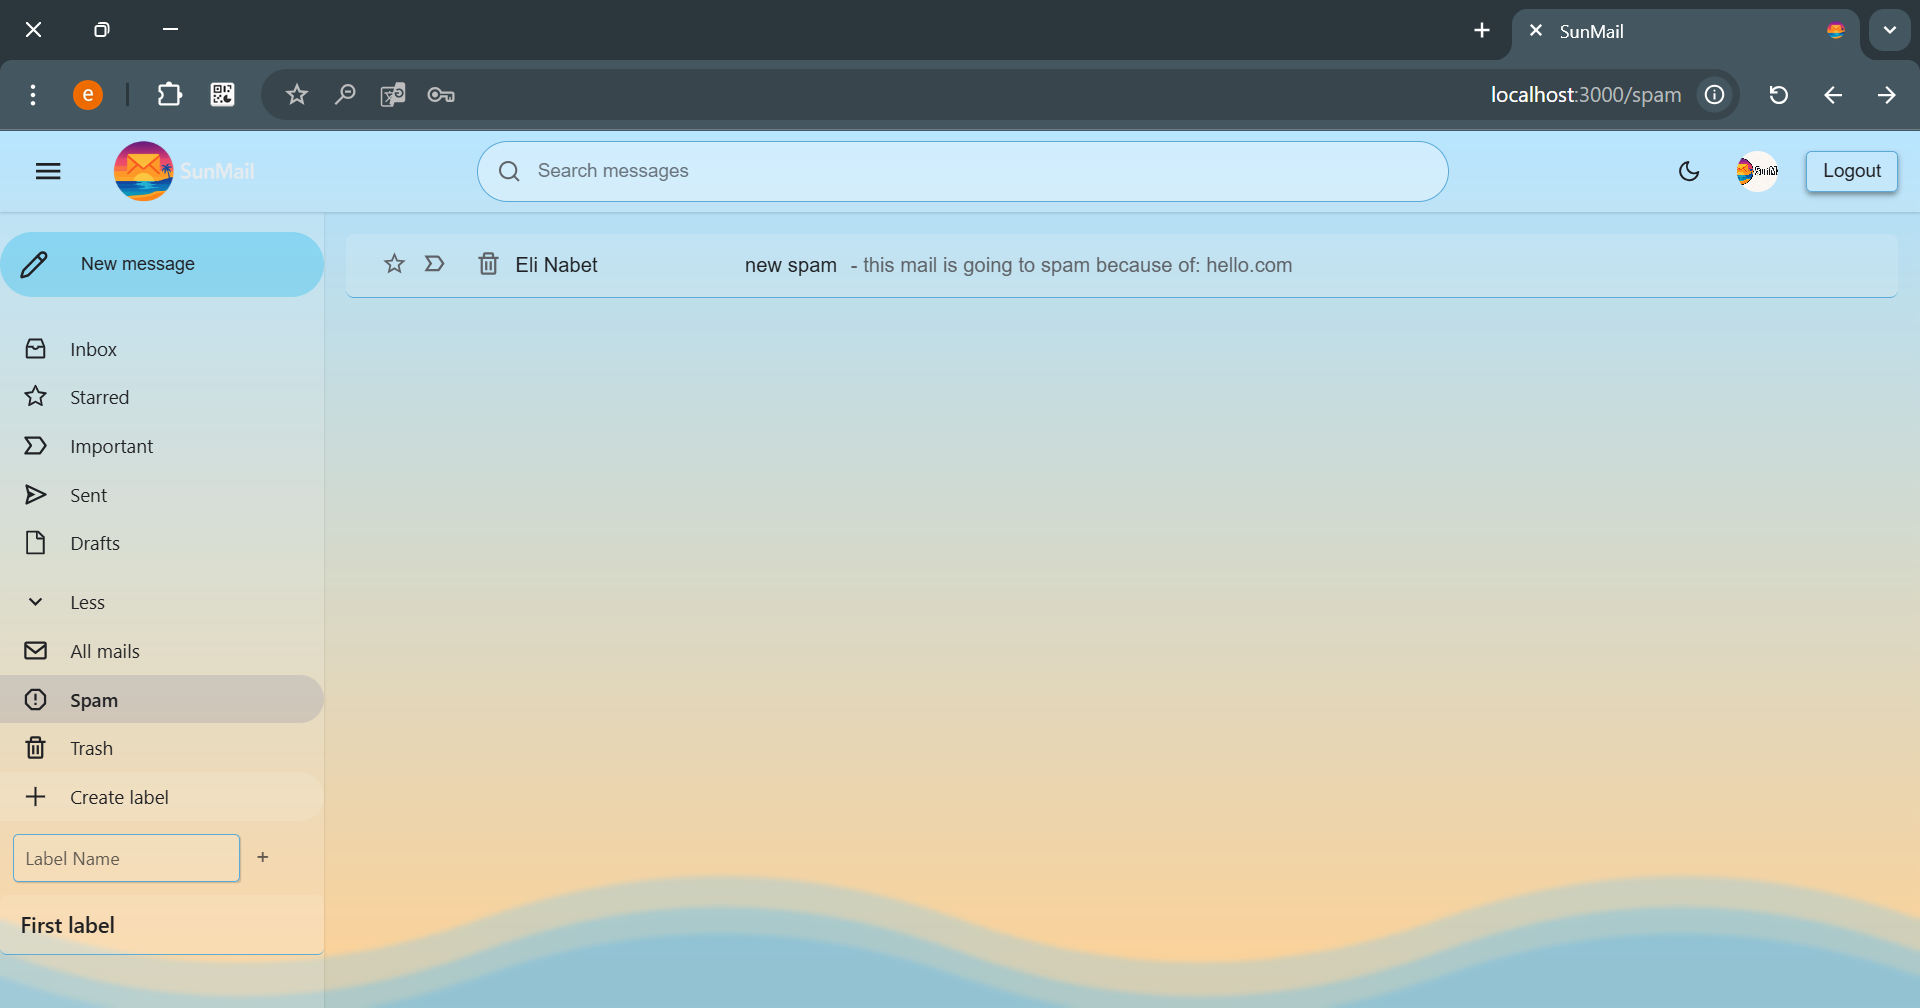 SunMail
e
localhost:3000/spam
SunMail
Search messages
Logout
New message
Eli Nabet new spam - this mail is going to spam because of: hello.com
Inbox
Starred
Important
Sent
Drafts
Less
All mails
Spam
Trash
Create label
Label Name +
First label